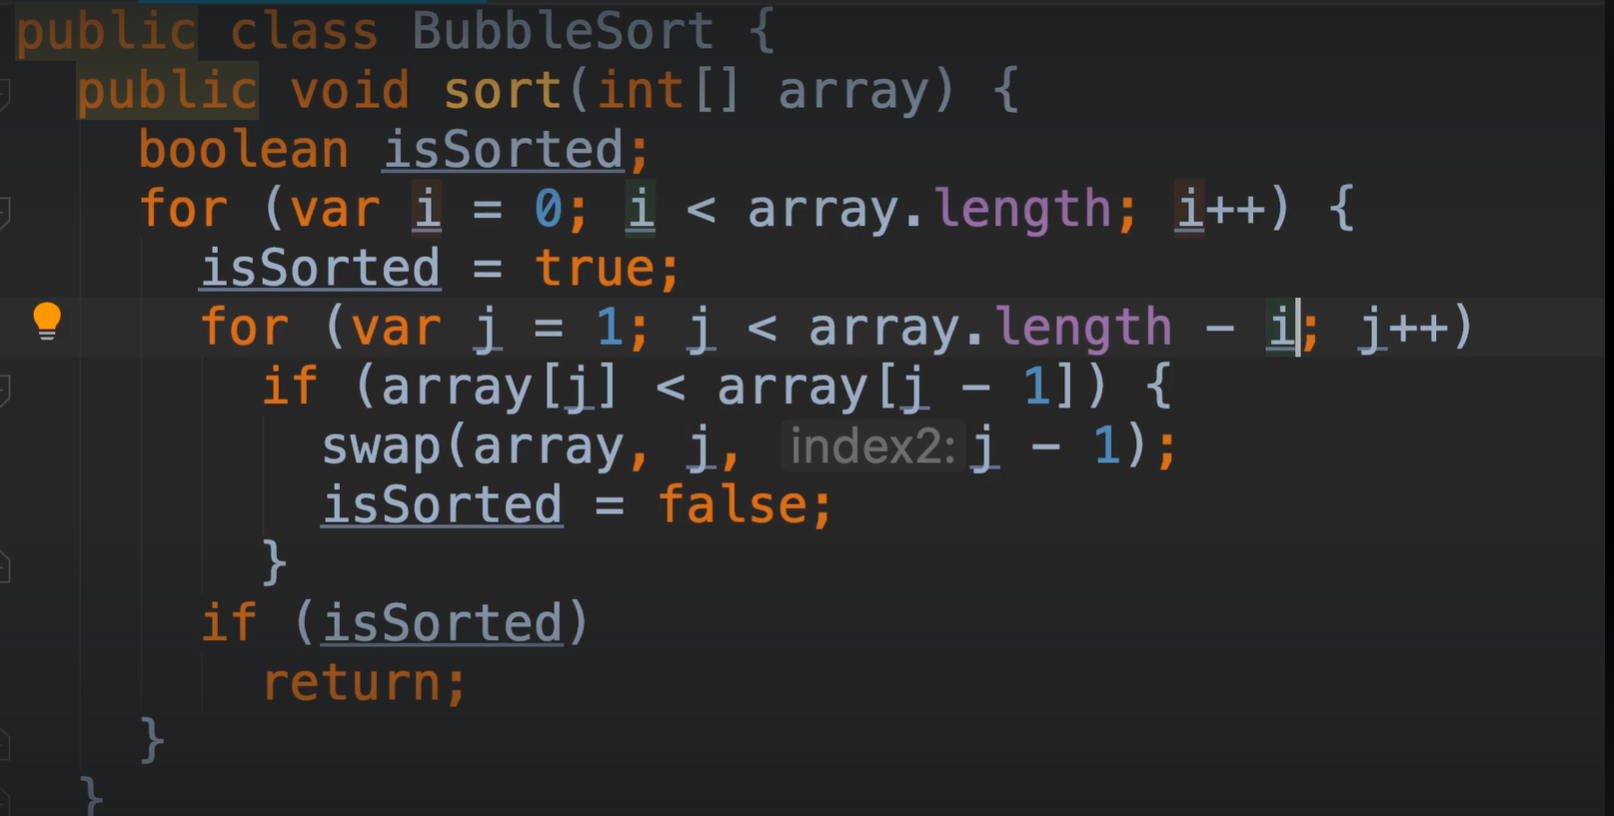 public class BubbleSort {
public void sort(int[] array) {
boolean isSorted;
for (var i = 0; i < array.length; i++) {
isSorted = true;
for (var j = 1; j < array.length - i; j++)
if (array[j] < array[j - 1]) {
swap(array, j, index2: j - 1);
isSorted = false;
}
if (isSorted)
return;
}
}